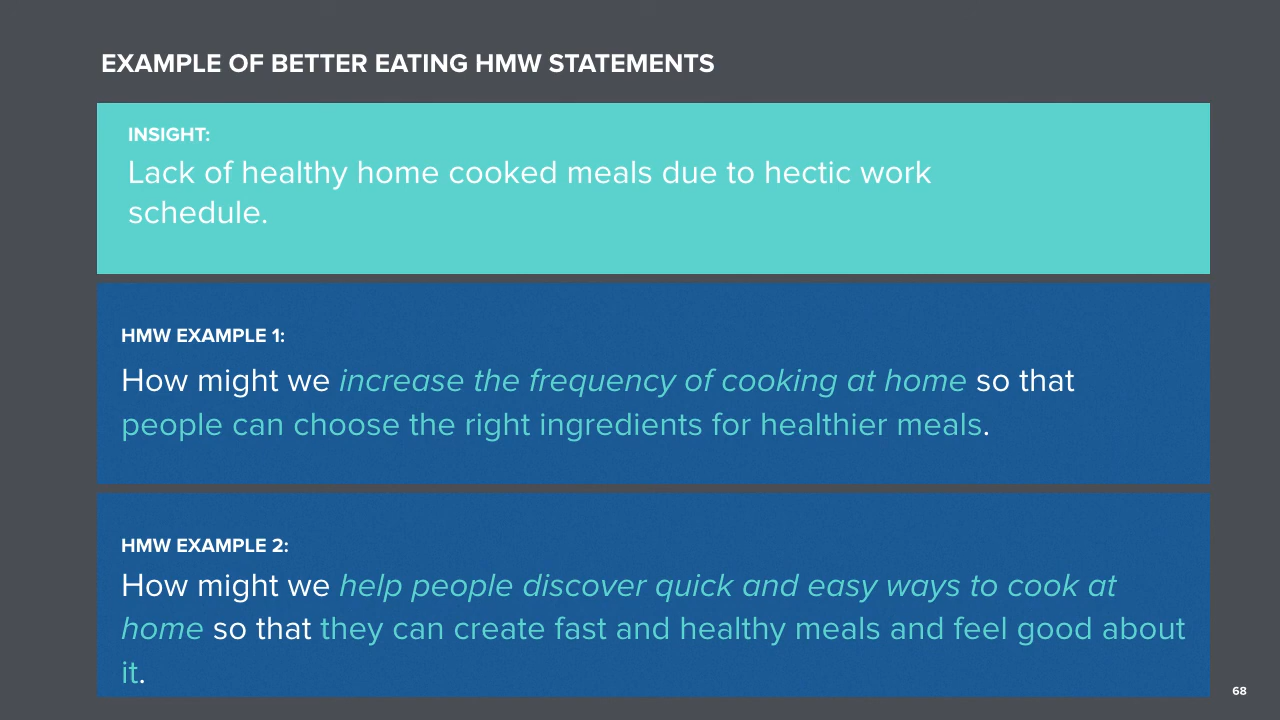 EXAMPLE OF BETTER EATING HMW STATEMENTS
INSIGHT:
Lack of healthy home cooked meals due to hectic work
schedule.
HMW EXAMPLE 1:
How might we increase the frequency of cooking at home so that
people can choose the right ingredients for healthier meals.
HMW EXAMPLE 2:
How might we help people discover quick and easy ways to cook at
home so that they can create fast and healthy meals and feel good about
it.
68